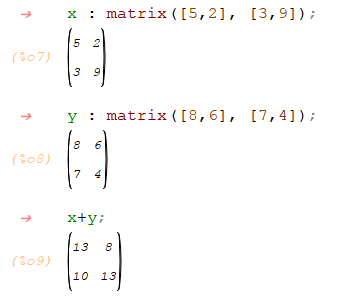 → x : matrix([5,2], [3,9]);
5 2
(%o7)
3 9
→ y : matrix([8,6], [7,4]);
8 6
(%o8)
7 4
→ x+y;
13 8
(%o9)
10 13